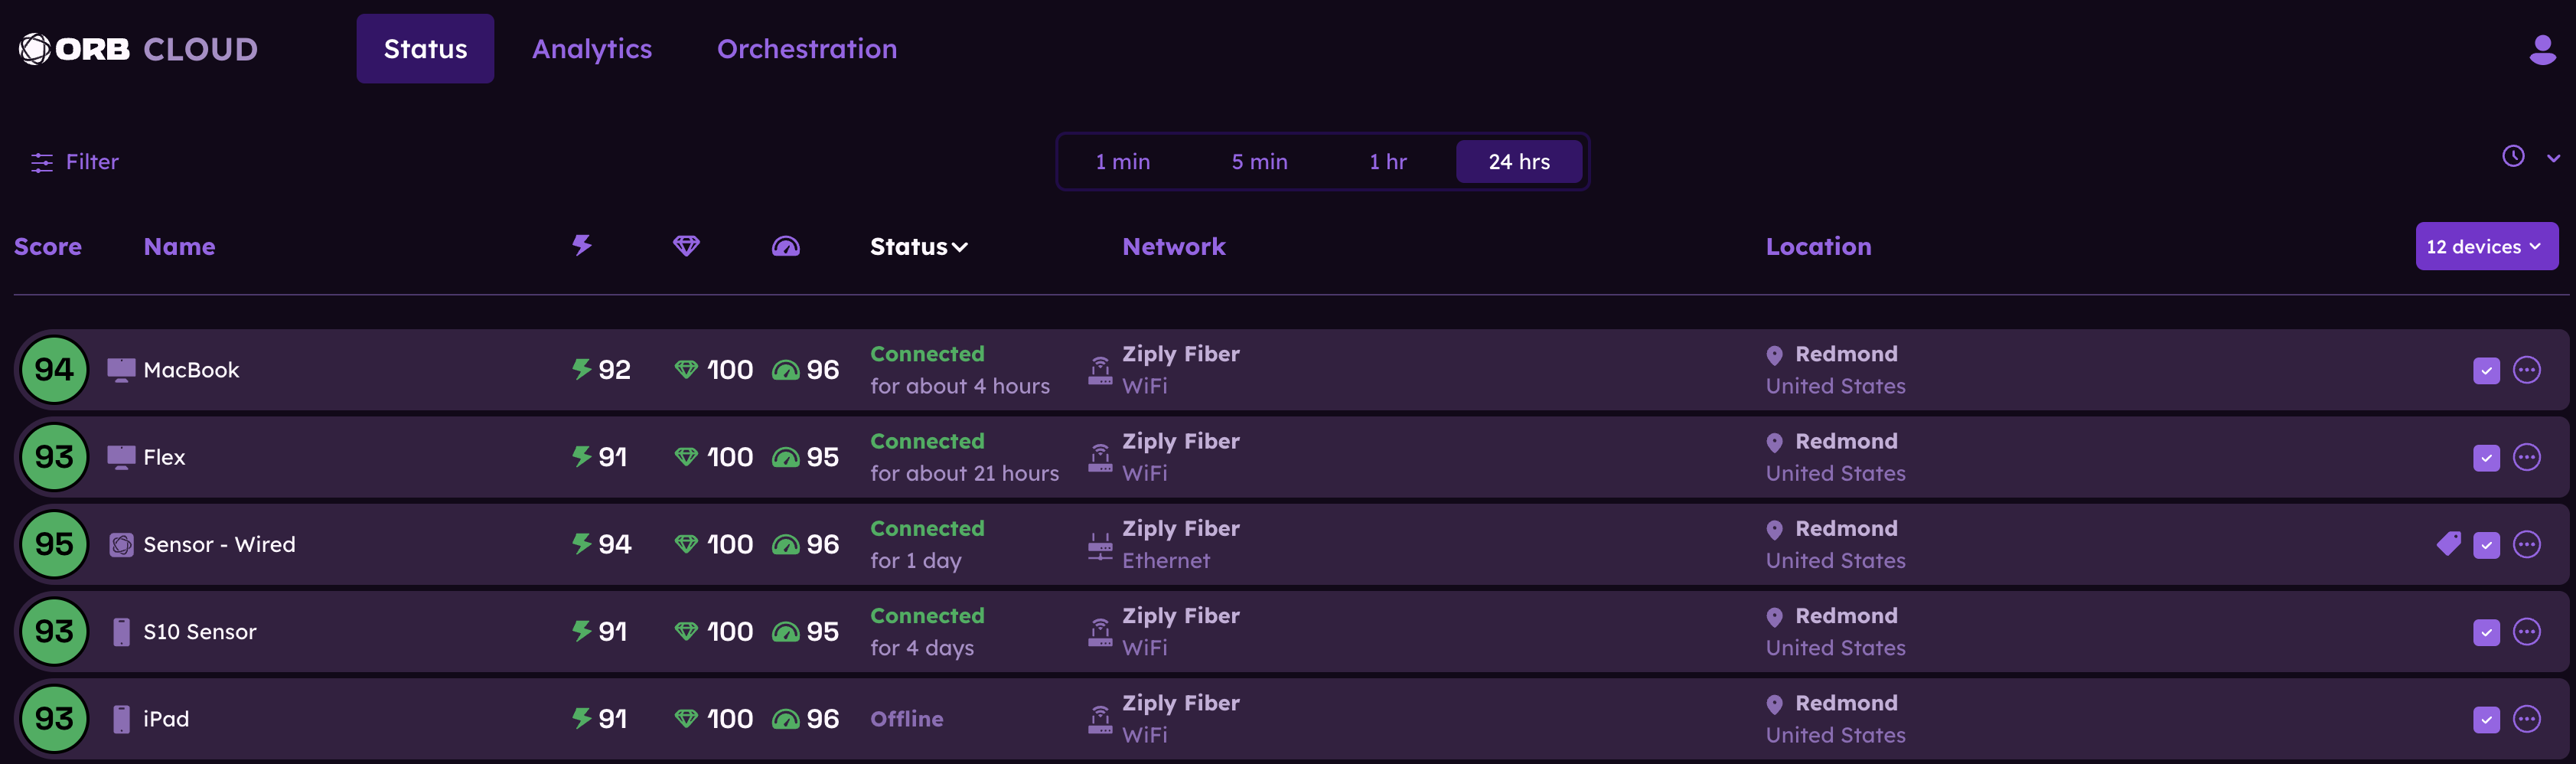 ORB CLOUD Status Analytics Orchestration
Filter 1 min 5 min 1 hr 24 hrs
Score Name Status Network Location 12 devices
94 MacBook 92 100 96 Connected Ziply Fiber Redmond
for about 4 hours WiFi United States
93 Flex 91 100 95 Connected Ziply Fiber Redmond
for about 21 hours WiFi United States
95 Sensor - Wired 94 100 96 Connected Ziply Fiber Redmond
for 1 day Ethernet United States
93 S10 Sensor 91 100 95 Connected Ziply Fiber Redmond
for 4 days WiFi United States
93 iPad 91 100 96 Offline Ziply Fiber Redmond
WiFi United States